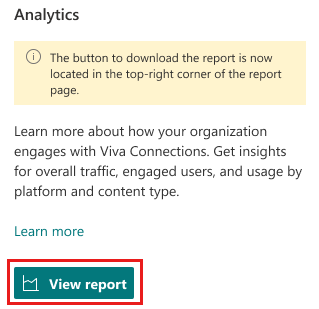 Analytics
The button to download the report is now
located in the top-right corner of the report
page.
Learn more about how your organization
engages with Viva Connections. Get insights
for overall traffic, engaged users, and usage by
platform and content type.
Learn more
View report